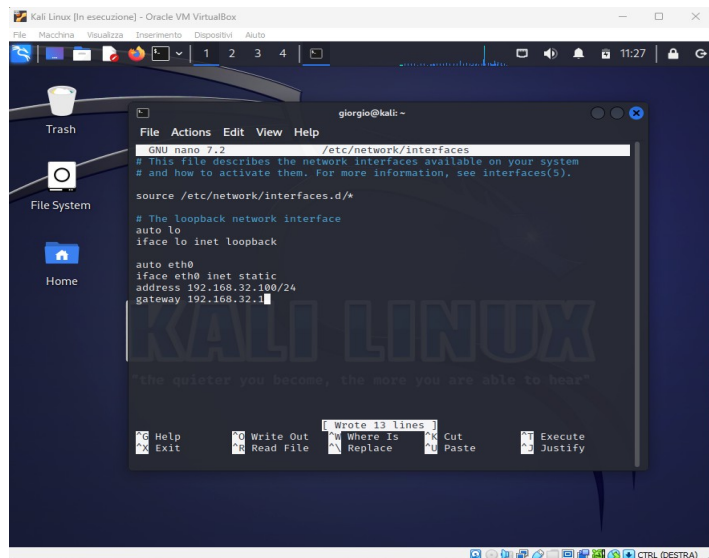 Kali Linux [In esecuzione] - Oracle VM VirtualBox
File Macchina Visualizza Inserimento Dispositivi Aiuto
1 2 3 4 11:27
Trash
File System
Home
giorgio@kali: ~
File Actions Edit View Help
GNU nano 7.2 /etc/network/interfaces
# This file describes the network interfaces available on your system
# and how to activate them. For more information, see interfaces(5).
source /etc/network/interfaces.d/*
# The loopback network interface
auto lo
iface lo inet loopback
auto eth0
iface eth0 inet static
address 192.168.32.100/24
gateway 192.168.32.1
KALI LINUX
"the quieter you become, the more you are able to hear"
[ Wrote 13 lines ]
^G Help ^O Write Out ^W Where Is ^K Cut ^T Execute
^X Exit ^R Read File ^\ Replace ^U Paste ^J Justify
CTRL (DESTRA)